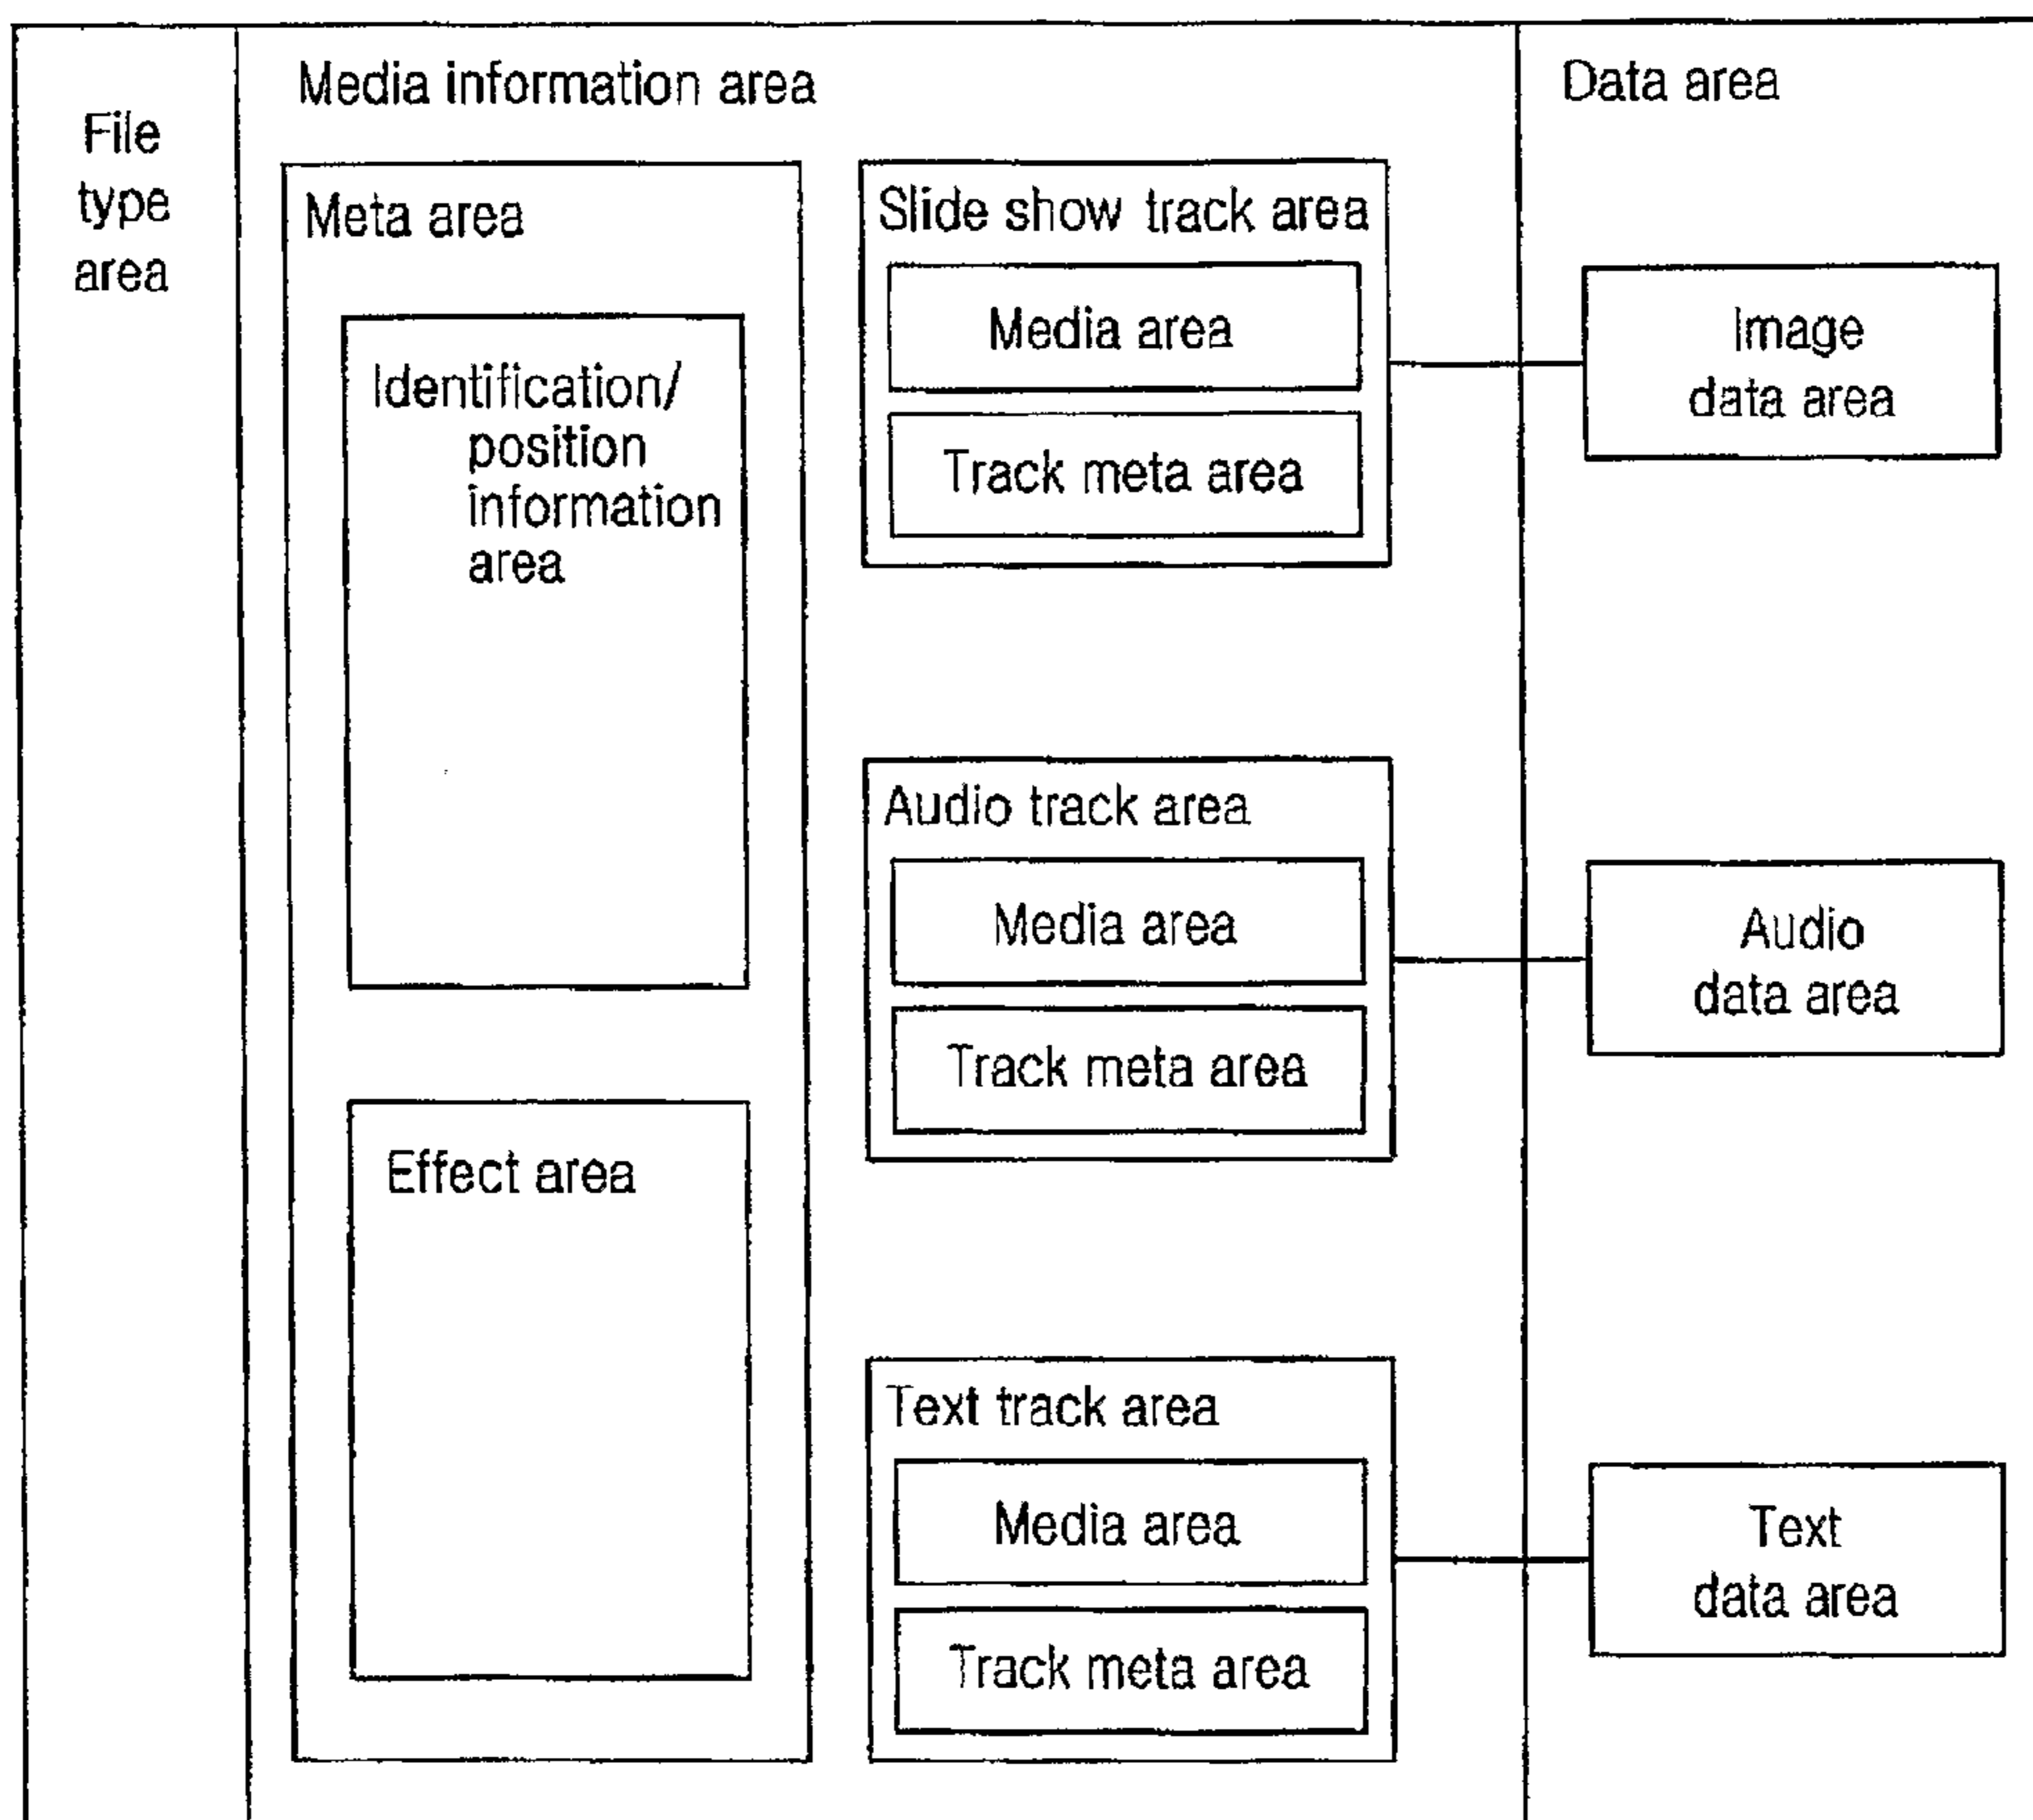 File
type
area
Media information area
Meta area
Identification/
position
information
area
Effect area
Slide show track area
Media area
Track meta area
Audio track area
Media area
Track meta area
Text track area
Media area
Track meta area
Data area
Image
data area
Audio
data area
Text
data area